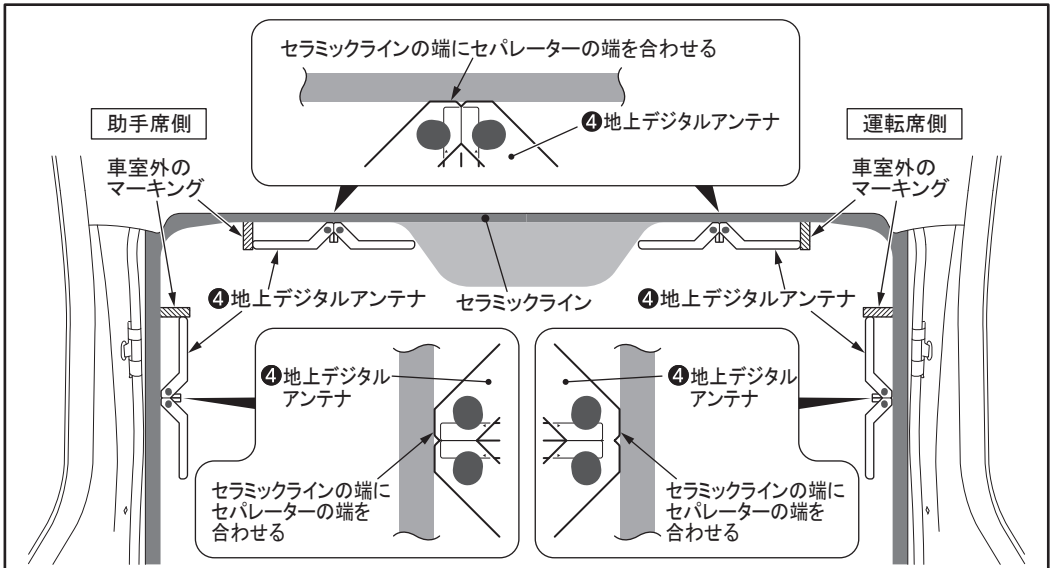 セラミックラインの端にセパレーターの端を合わせる
❹地上デジタルアンテナ
助手席側
運転席側
車室外の
マーキング
車室外の
マーキング
❹地上デジタルアンテナ
セラミックライン
❹地上デジタルアンテナ
❹地上デジタル
アンテナ
❹地上デジタル
アンテナ
セラミックラインの端に
セパレーターの端を
合わせる
セラミックラインの端に
セパレーターの端を
合わせる